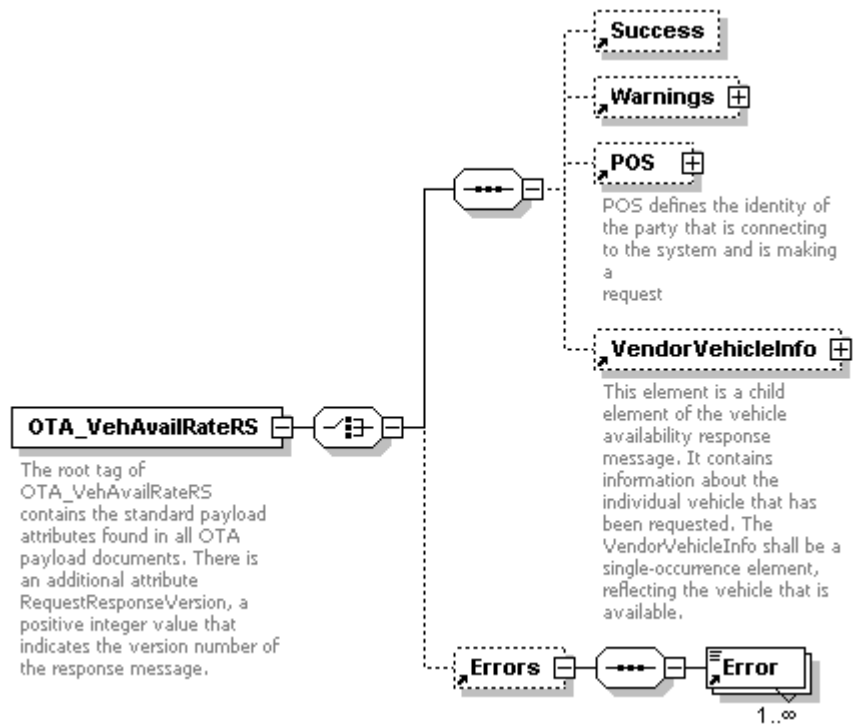 Success
Warnings
POS
POS defines the identity of
the party that is connecting
to the system and is making
a
request
VendorVehicleInfo
This element is a child
element of the vehicle
availability response
message. It contains
information about the
individual vehicle that has
been requested. The
VendorVehicleInfo shall be a
single-occurrence element,
reflecting the vehicle that is
available.
OTA_VehAvailRateRS
The root tag of
OTA_VehAvailRateRS
contains the standard payload
attributes found in all OTA
payload documents. There is
an additional attribute
RequestResponseVersion, a
positive integer value that
indicates the version number of
the response message.
Errors
Error
1..∞